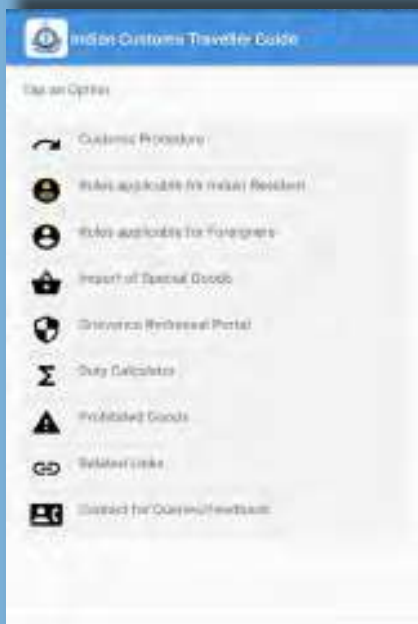 Indian Customs Traveller Guide
Tap an Option
Customs Procedure
Rules applicable for Indian Resident
Rules applicable for Foreigners
Import of Special Goods
Grievance Redressal Portal
Duty Calculator
Prohibited Goods
Related Links
Contact for Queries/Feedback